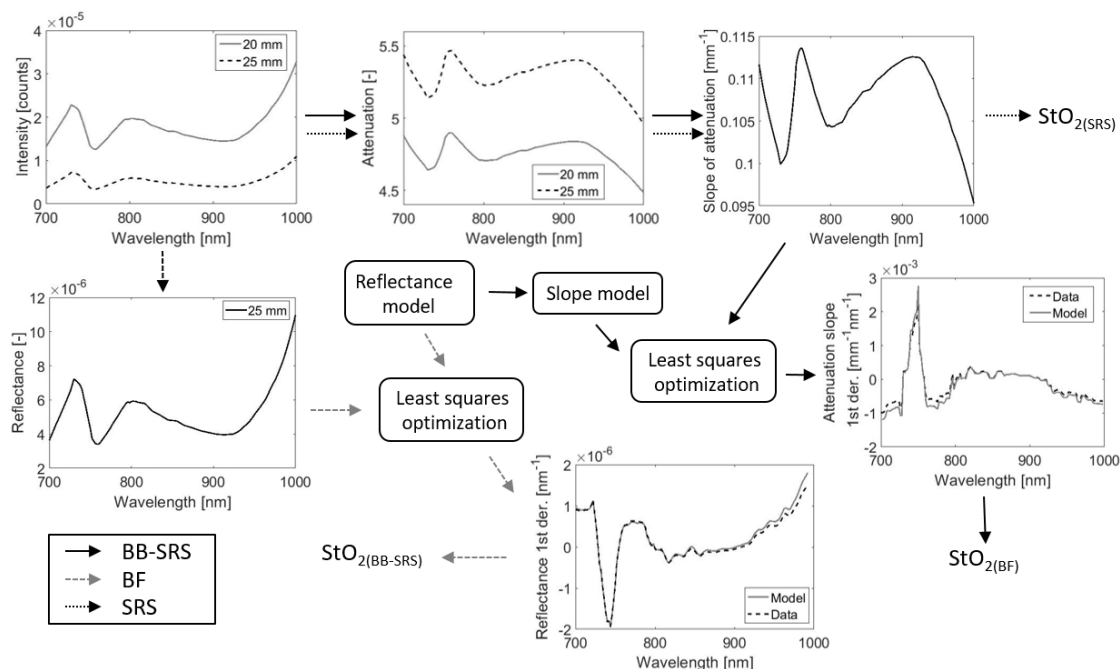 ×10⁻⁵
4
3
2
1
0
Intensity [counts]
20 mm
25 mm
700 800 900 1000
Wavelength [nm]
5.5
5
4.5
Attenuation [-]
20 mm
25 mm
700 800 900 1000
Wavelength [nm]
0.115
0.11
0.105
0.1
0.095
Slope of attenuation [mm⁻¹]
700 800 900 1000
Wavelength [nm]
StO₂(SRS)
×10⁻⁶
12
10
8
6
4
2
Reflectance [-]
25 mm
700 800 900 1000
Wavelength [nm]
Reflectance
model
Slope model
Least squares
optimization
Least squares
optimization
×10⁻³
3
2
1
0
-1
-2
Attenuation slope
1st der. [mm⁻¹nm⁻¹]
Data
Model
700 800 900 1000
Wavelength [nm]
×10⁻⁶
2
1
0
-1
-2
Reflectance 1st der. [nm⁻¹]
Model
Data
700 800 900 1000
Wavelength [nm]
StO₂(BB-SRS)
StO₂(BF)
BB-SRS
BF
SRS